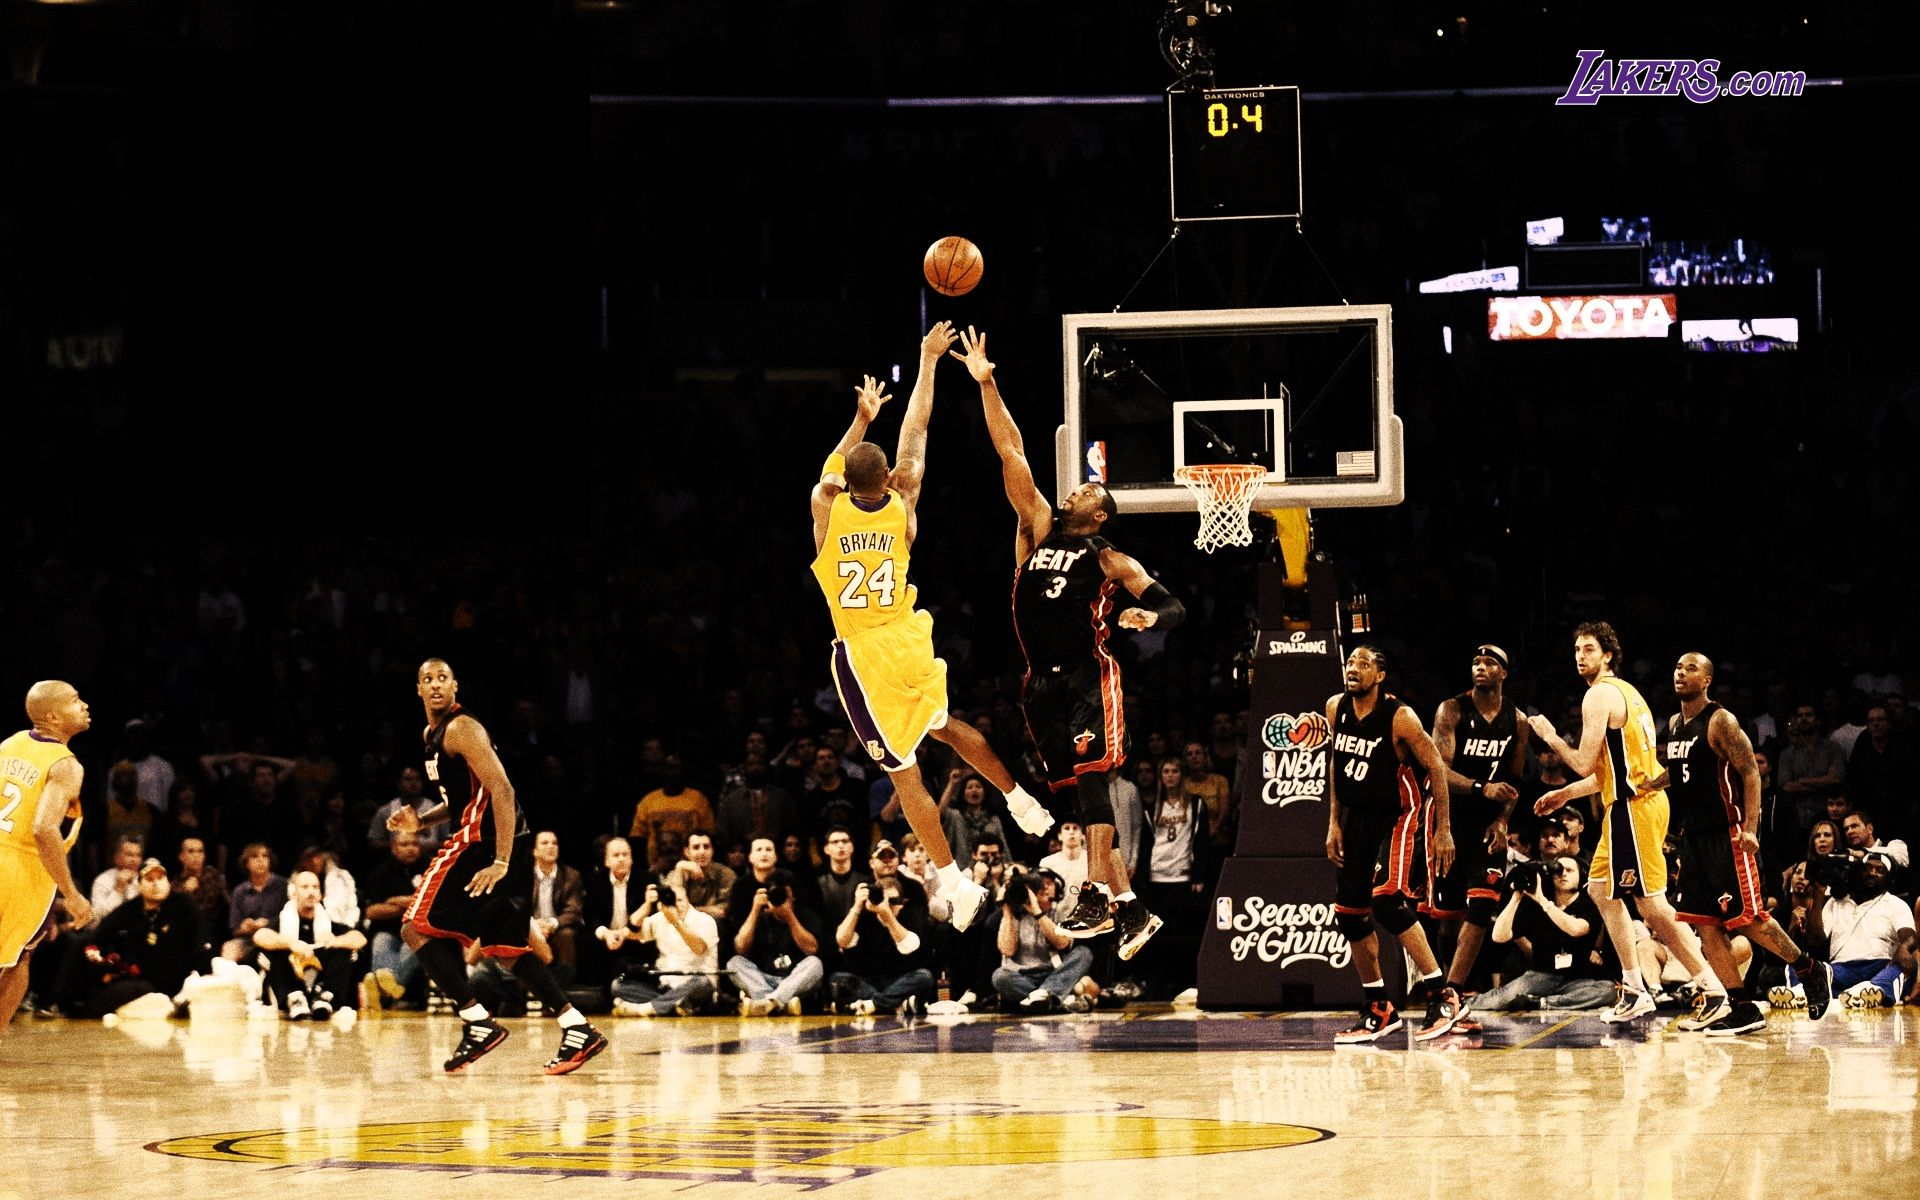 LAKERS.com
DAKTRONICS
0.4
TOYOTA
BRYANT
24
HEAT
3
SPALDING
NBA
Cares
Season
of Giving
HEAT
40
HEAT
7
HEAT
5
2